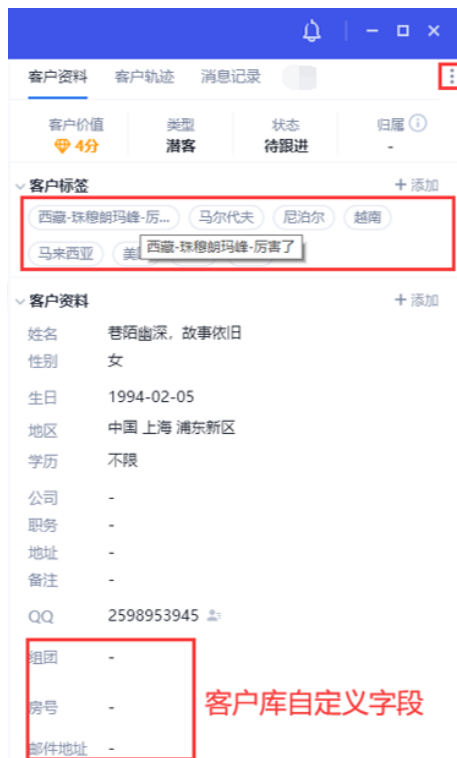 客户资料 客户轨迹 消息记录
客户价值 类型 状态 归属
4分 潜客 待跟进 -
客户标签 + 添加
西藏-珠穆朗玛峰-厉... 马尔代夫 尼泊尔 越南
马来西亚 美 西藏-珠穆朗玛峰-厉害了
客户资料 + 添加
姓名 巷陌幽深，故事依旧
性别 女
生日 1994-02-05
地区 中国 上海 浦东新区
学历 不限
公司 -
职务 -
地址 -
备注 -
QQ 2598953945
组团 -
房号 - 客户库自定义字段
邮件地址 -